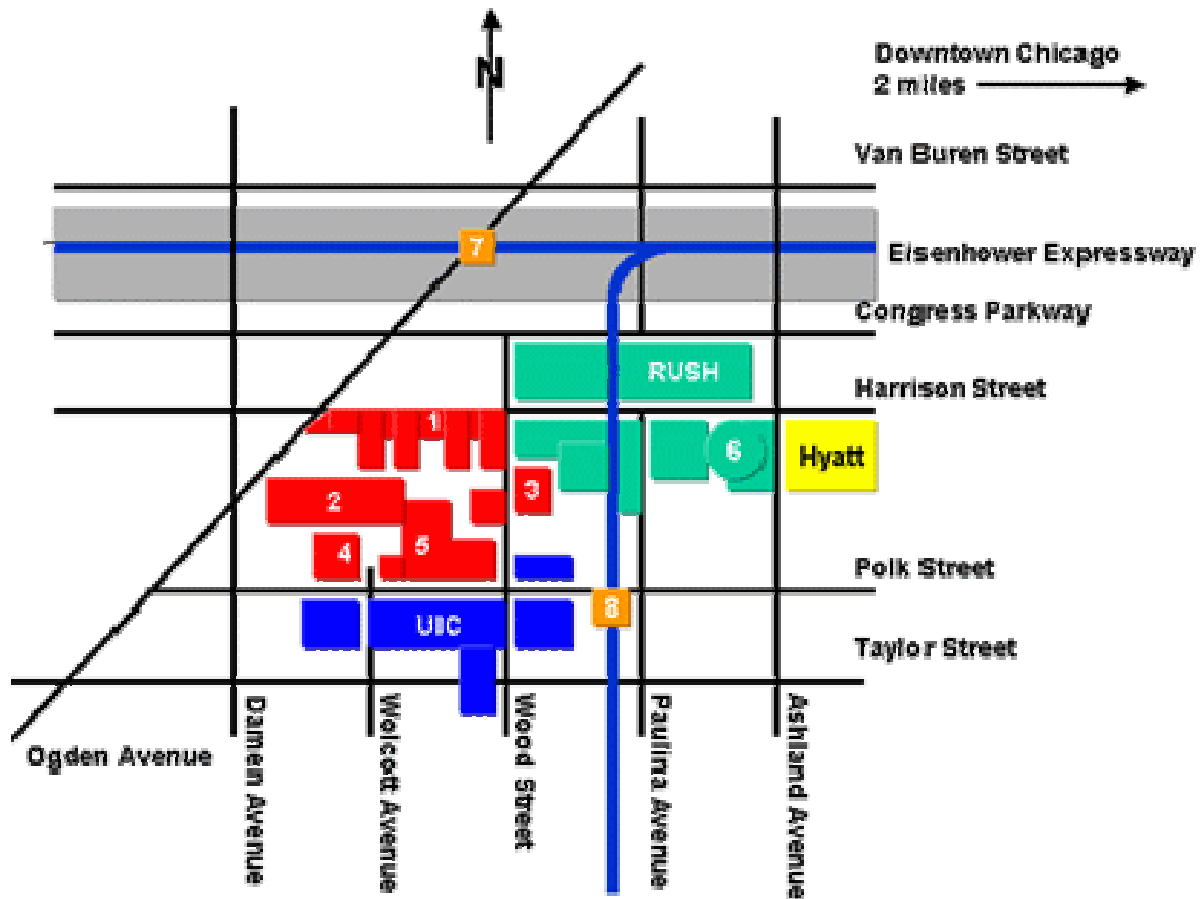 N
Downtown Chicago
2 miles
Van Buren Street
7
Eisenhower Expressway
Congress Parkway
RUSH
Harrison Street
1
6
Hyatt
2
3
4
5
Polk Street
8
UIC
Taylor Street
Ogden Avenue
Damen Avenue
Wolcott Avenue
Wood Street
Paulina Avenue
Ashland Avenue